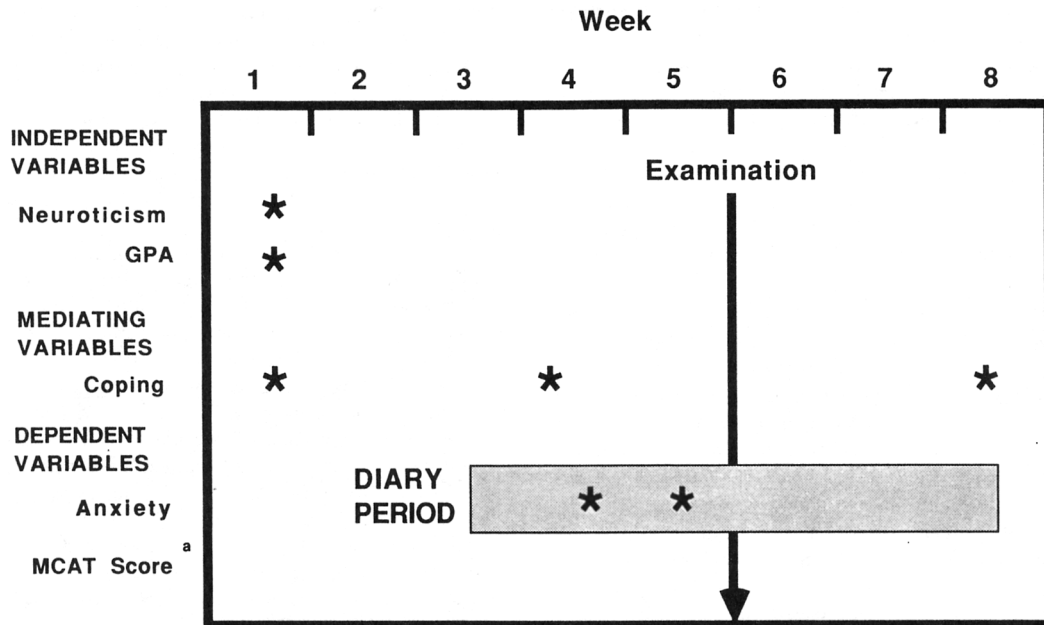 Week
1 2 3 4 5 6 7 8
INDEPENDENT
VARIABLES
Examination
Neuroticism *
GPA *
MEDIATING
VARIABLES
Coping * * *
DEPENDENT
VARIABLES
DIARY
PERIOD
Anxiety * *
MCAT Score a